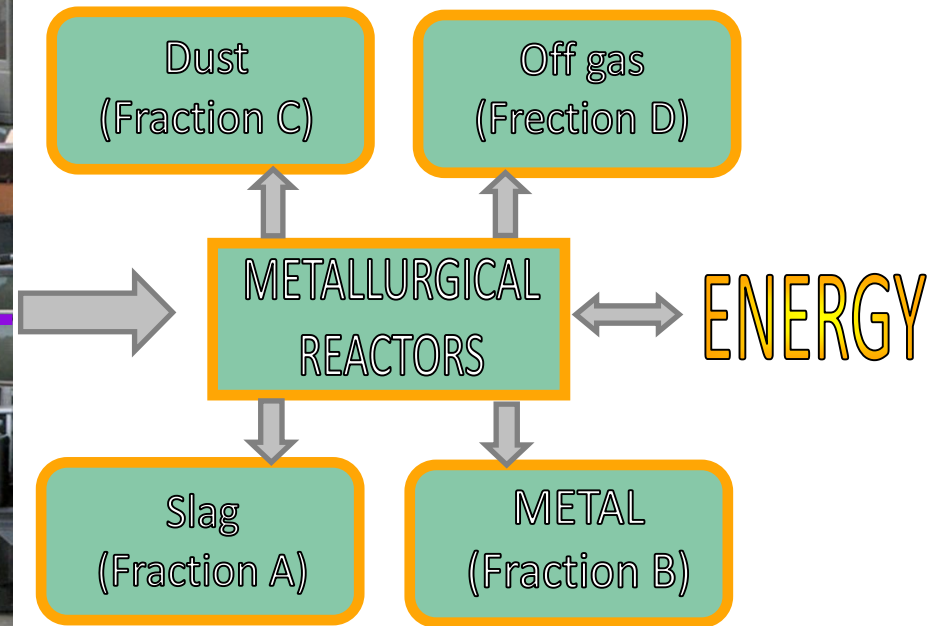 Dust
(Fraction C)
Off gas
(Frection D)
METALLURGICAL
REACTORS
ENERGY
Slag
(Fraction A)
METAL
(Fraction B)